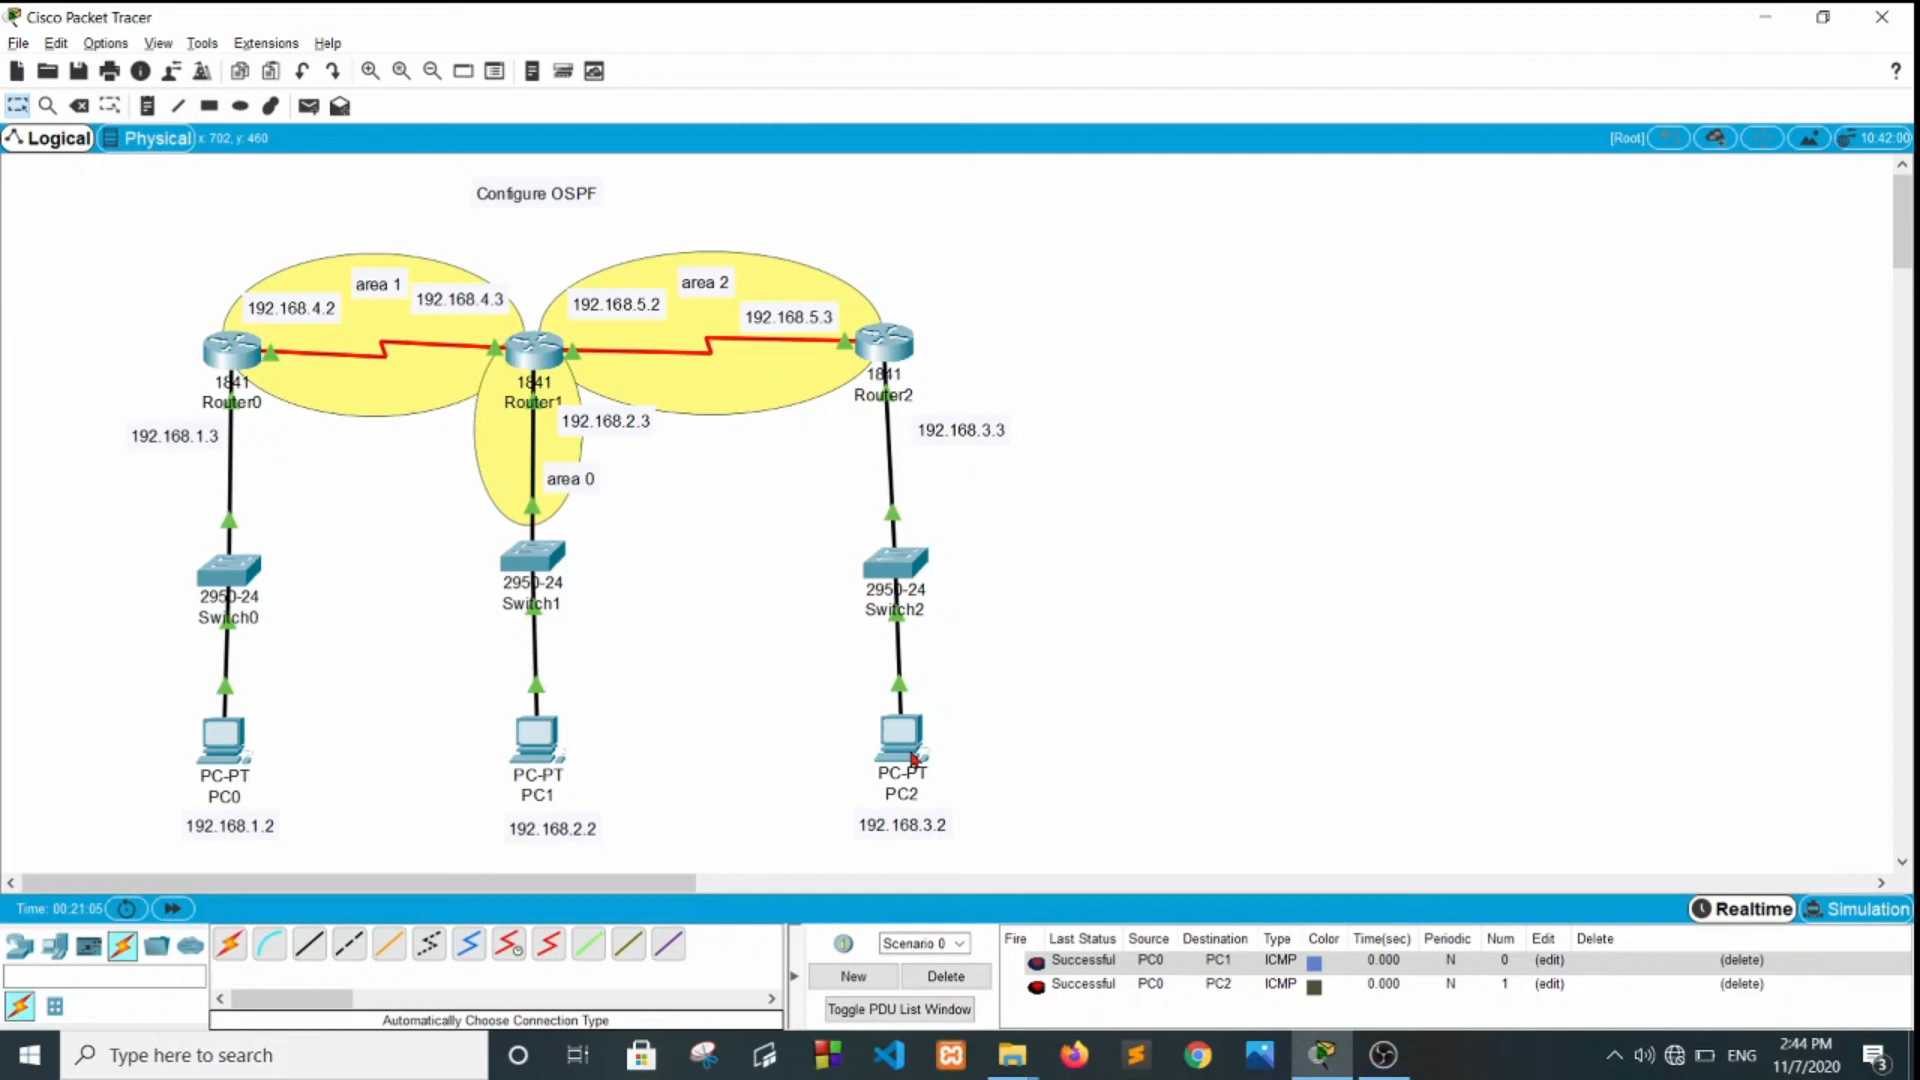 Cisco Packet Tracer
File Edit Options View Tools Extensions Help
?
Logical Physical x: 702, y: 460 [Root] 10:42:00
Configure OSPF
area 1
area 2
192.168.4.2
192.168.4.3
192.168.5.2
192.168.5.3
1841
Router0
1841
Router1
1841
Router2
192.168.1.3
192.168.2.3
192.168.3.3
area 0
2950-24
Switch0
2950-24
Switch1
2950-24
Switch2
PC-PT
PC0
PC-PT
PC1
PC-PT
PC2
192.168.1.2
192.168.2.2
192.168.3.2
Time: 00:21:05
Realtime Simulation
Scenario 0
New Delete
Toggle PDU List Window
Automatically Choose Connection Type
Fire Last Status Source Destination Type Color Time(sec) Periodic Num Edit Delete
Successful PC0 PC1 ICMP 0.000 N 0 (edit) (delete)
Successful PC0 PC2 ICMP 0.000 N 1 (edit) (delete)
Type here to search
ENG
2:44 PM
11/7/2020
3